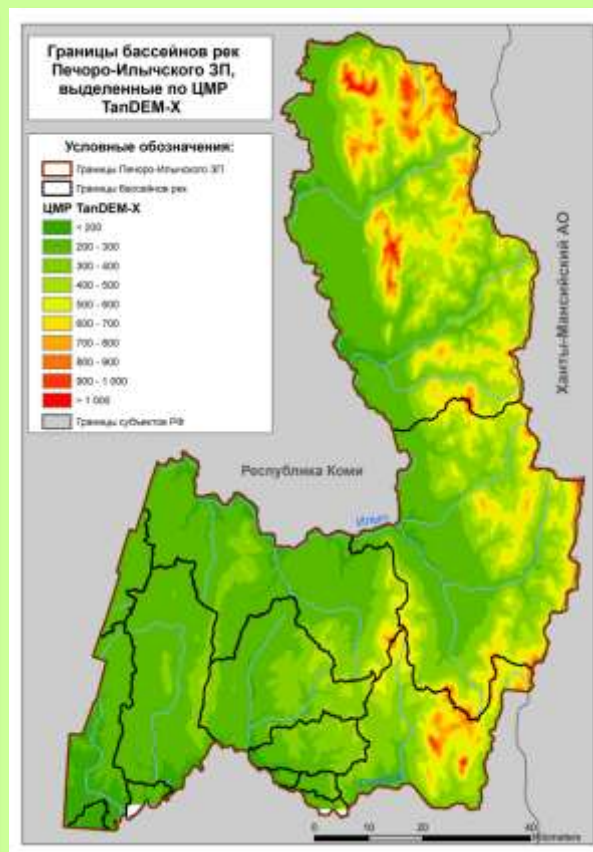 Границы бассейнов рек
Печоро-Илычского ЗП,
выделенные по ЦМР
TanDEM-X
Условные обозначения:
Границы Печоро-Илычского ЗП
Границы бассейнов рек
ЦМР TanDEM-X
< 200
200 - 300
300 - 400
400 - 500
500 - 600
600 - 700
700 - 800
800 - 900
900 - 1 000
> 1 000
Границы субъектов РФ
Ханты-Мансийский АО
Республика Коми
Илыч
0 10 20 40
Kilometers